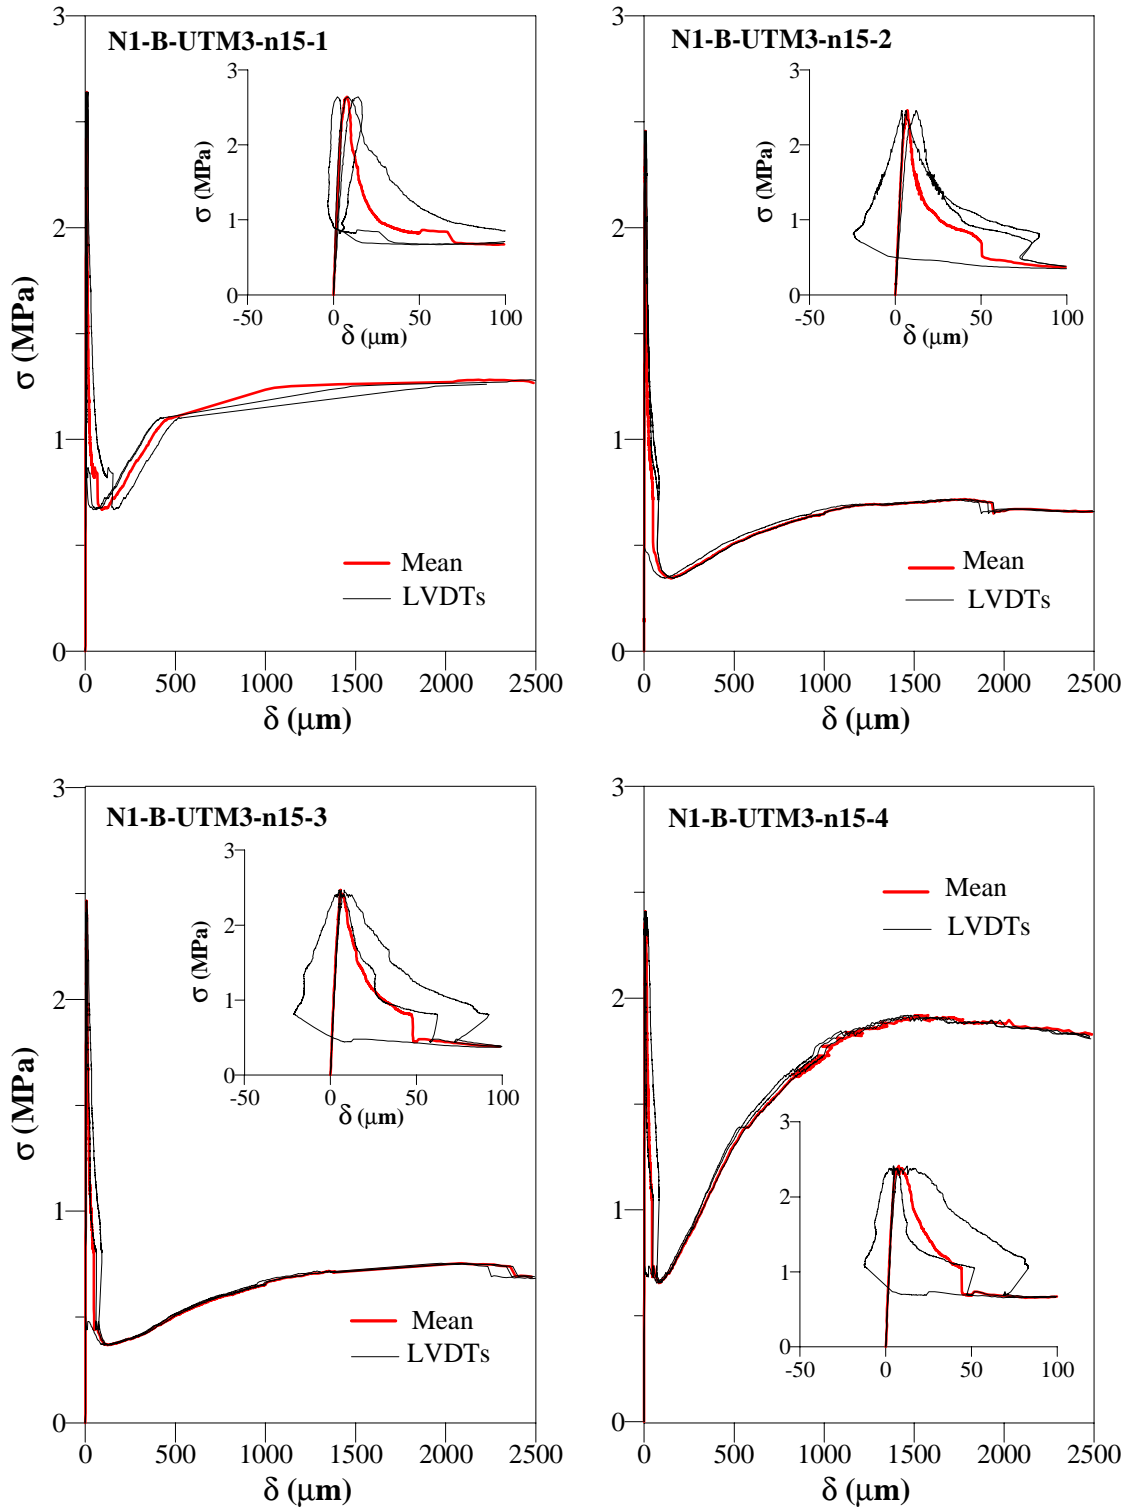 N1-B-UTM3-n15-1
3
2
1
0
σ (MPa)
0 500 1000 1500 2000 2500
δ (μm)
3
2
1
0
σ (MPa)
-50 0 50 100
δ (μm)
Mean
LVDTs
N1-B-UTM3-n15-2
3
2
1
0
0 500 1000 1500 2000 2500
δ (μm)
3
2
1
0
σ (MPa)
-50 0 50 100
δ (μm)
Mean
LVDTs
N1-B-UTM3-n15-3
3
2
1
0
σ (MPa)
0 500 1000 1500 2000 2500
δ (μm)
3
2
1
0
σ (MPa)
-50 0 50 100
δ (μm)
Mean
LVDTs
N1-B-UTM3-n15-4
3
2
1
0
0 500 1000 1500 2000 2500
δ (μm)
Mean
LVDTs
3
2
1
0
-50 0 50 100